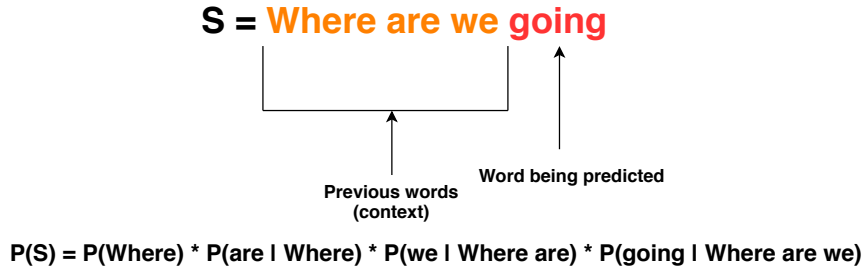 S = Where are we going
Previous words
(context)
Word being predicted
P(S) = P(Where) * P(are | Where) * P(we | Where are) * P(going | Where are we)